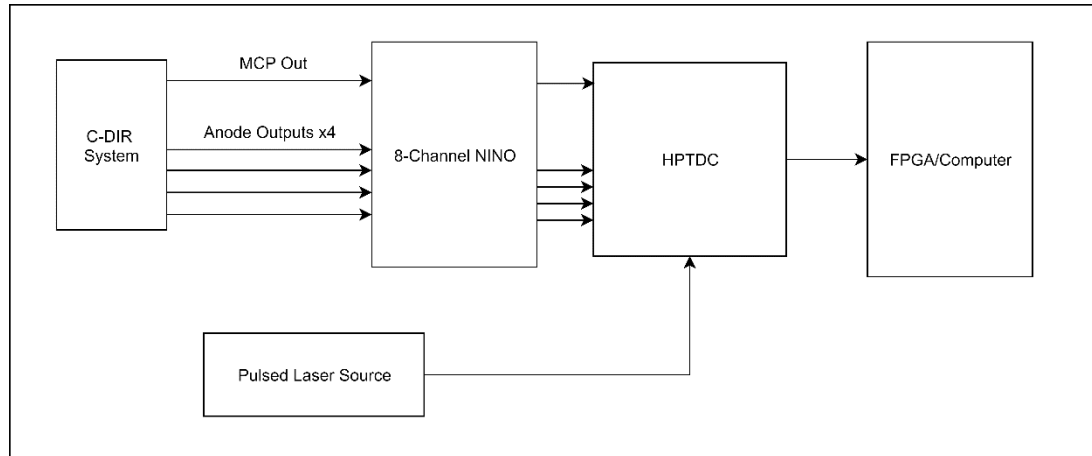 MCP Out
C-DIR
System
Anode Outputs x4
8-Channel NINO
HPTDC
FPGA/Computer
Pulsed Laser Source